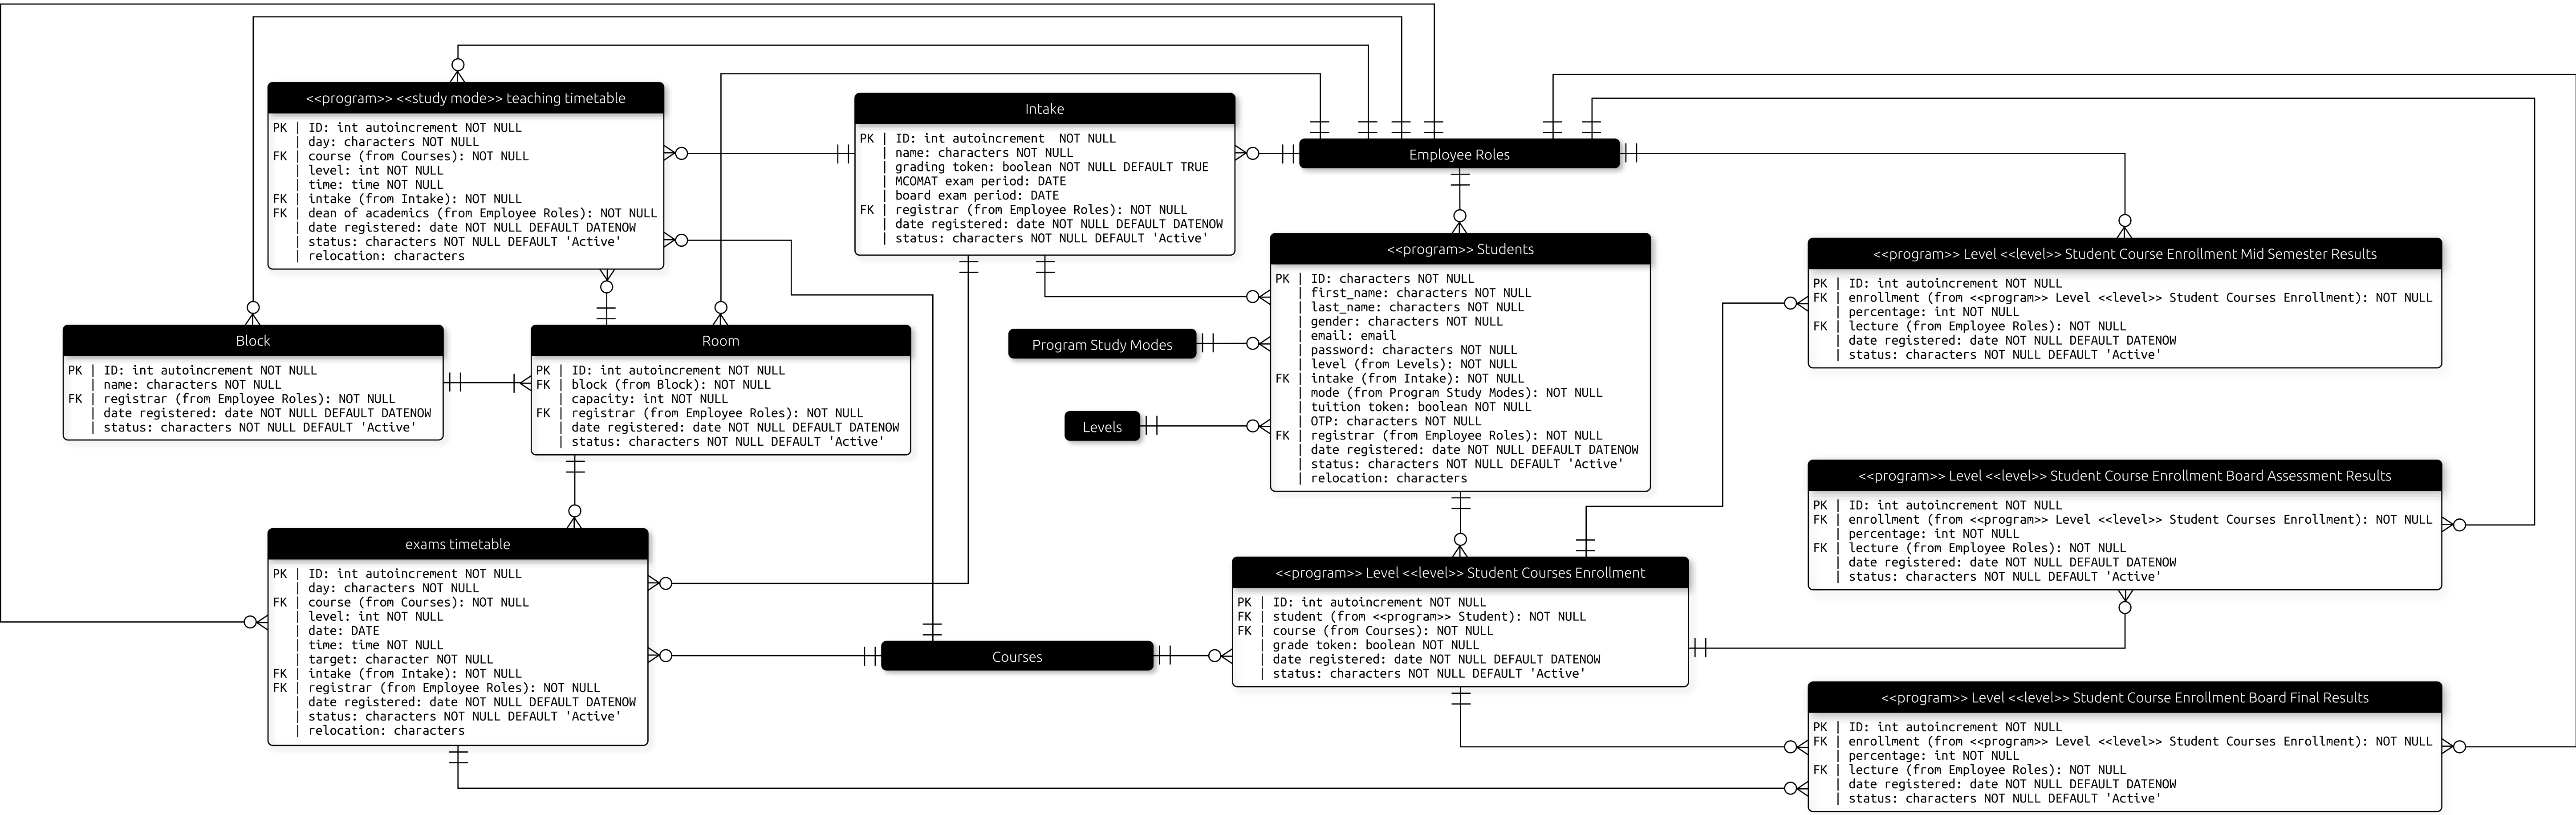 <<program>> <<study mode>> teaching timetable
PK | ID: int autoincrement NOT NULL
| day: characters NOT NULL
FK | course (from Courses): NOT NULL
| level: int NOT NULL
| time: time NOT NULL
FK | intake (from Intake): NOT NULL
FK | dean of academics (from Employee Roles): NOT NULL
| date registered: date NOT NULL DEFAULT DATENOW
| status: characters NOT NULL DEFAULT 'Active'
| relocation: characters
Intake
PK | ID: int autoincrement  NOT NULL
| name: characters NOT NULL
| grading token: boolean NOT NULL DEFAULT TRUE
| MCOMAT exam period: DATE
| board exam period: DATE
FK | registrar (from Employee Roles): NOT NULL
| date registered: date NOT NULL DEFAULT DATENOW
| status: characters NOT NULL DEFAULT 'Active'
Employee Roles
<<program>> Students
PK | ID: characters NOT NULL
| first_name: characters NOT NULL
| last_name: characters NOT NULL
| gender: characters NOT NULL
| email: email
| password: characters NOT NULL
| level (from Levels): NOT NULL
FK | intake (from Intake): NOT NULL
| mode (from Program Study Modes): NOT NULL
| tuition token: boolean NOT NULL
| OTP: characters NOT NULL
FK | registrar (from Employee Roles): NOT NULL
| date registered: date NOT NULL DEFAULT DATENOW
| status: characters NOT NULL DEFAULT 'Active'
| relocation: characters
<<program>> Level <<level>> Student Course Enrollment Mid Semester Results
PK | ID: int autoincrement NOT NULL
FK | enrollment (from <<program>> Level <<level>> Student Courses Enrollment): NOT NULL
| percentage: int NOT NULL
FK | lecture (from Employee Roles): NOT NULL
| date registered: date NOT NULL DEFAULT DATENOW
| status: characters NOT NULL DEFAULT 'Active'
Block
PK | ID: int autoincrement NOT NULL
| name: characters NOT NULL
FK | registrar (from Employee Roles): NOT NULL
| date registered: date NOT NULL DEFAULT DATENOW
| status: characters NOT NULL DEFAULT 'Active'
Room
PK | ID: int autoincrement NOT NULL
FK | block (from Block): NOT NULL
| capacity: int NOT NULL
FK | registrar (from Employee Roles): NOT NULL
| date registered: date NOT NULL DEFAULT DATENOW
| status: characters NOT NULL DEFAULT 'Active'
Program Study Modes
Levels
<<program>> Level <<level>> Student Course Enrollment Board Assessment Results
PK | ID: int autoincrement NOT NULL
FK | enrollment (from <<program>> Level <<level>> Student Courses Enrollment): NOT NULL
| percentage: int NOT NULL
FK | lecture (from Employee Roles): NOT NULL
| date registered: date NOT NULL DEFAULT DATENOW
| status: characters NOT NULL DEFAULT 'Active'
exams timetable
PK | ID: int autoincrement NOT NULL
| day: characters NOT NULL
FK | course (from Courses): NOT NULL
| level: int NOT NULL
| date: DATE
| time: time NOT NULL
| target: character NOT NULL
FK | intake (from Intake): NOT NULL
FK | registrar (from Employee Roles): NOT NULL
| date registered: date NOT NULL DEFAULT DATENOW
| status: characters NOT NULL DEFAULT 'Active'
| relocation: characters
Courses
<<program>> Level <<level>> Student Courses Enrollment
PK | ID: int autoincrement NOT NULL
FK | student (from <<program>> Student): NOT NULL
FK | course (from Courses): NOT NULL
| grade token: boolean NOT NULL
| date registered: date NOT NULL DEFAULT DATENOW
| status: characters NOT NULL DEFAULT 'Active'
<<program>> Level <<level>> Student Course Enrollment Board Final Results
PK | ID: int autoincrement NOT NULL
FK | enrollment (from <<program>> Level <<level>> Student Courses Enrollment): NOT NULL
| percentage: int NOT NULL
FK | lecture (from Employee Roles): NOT NULL
| date registered: date NOT NULL DEFAULT DATENOW
| status: characters NOT NULL DEFAULT 'Active'